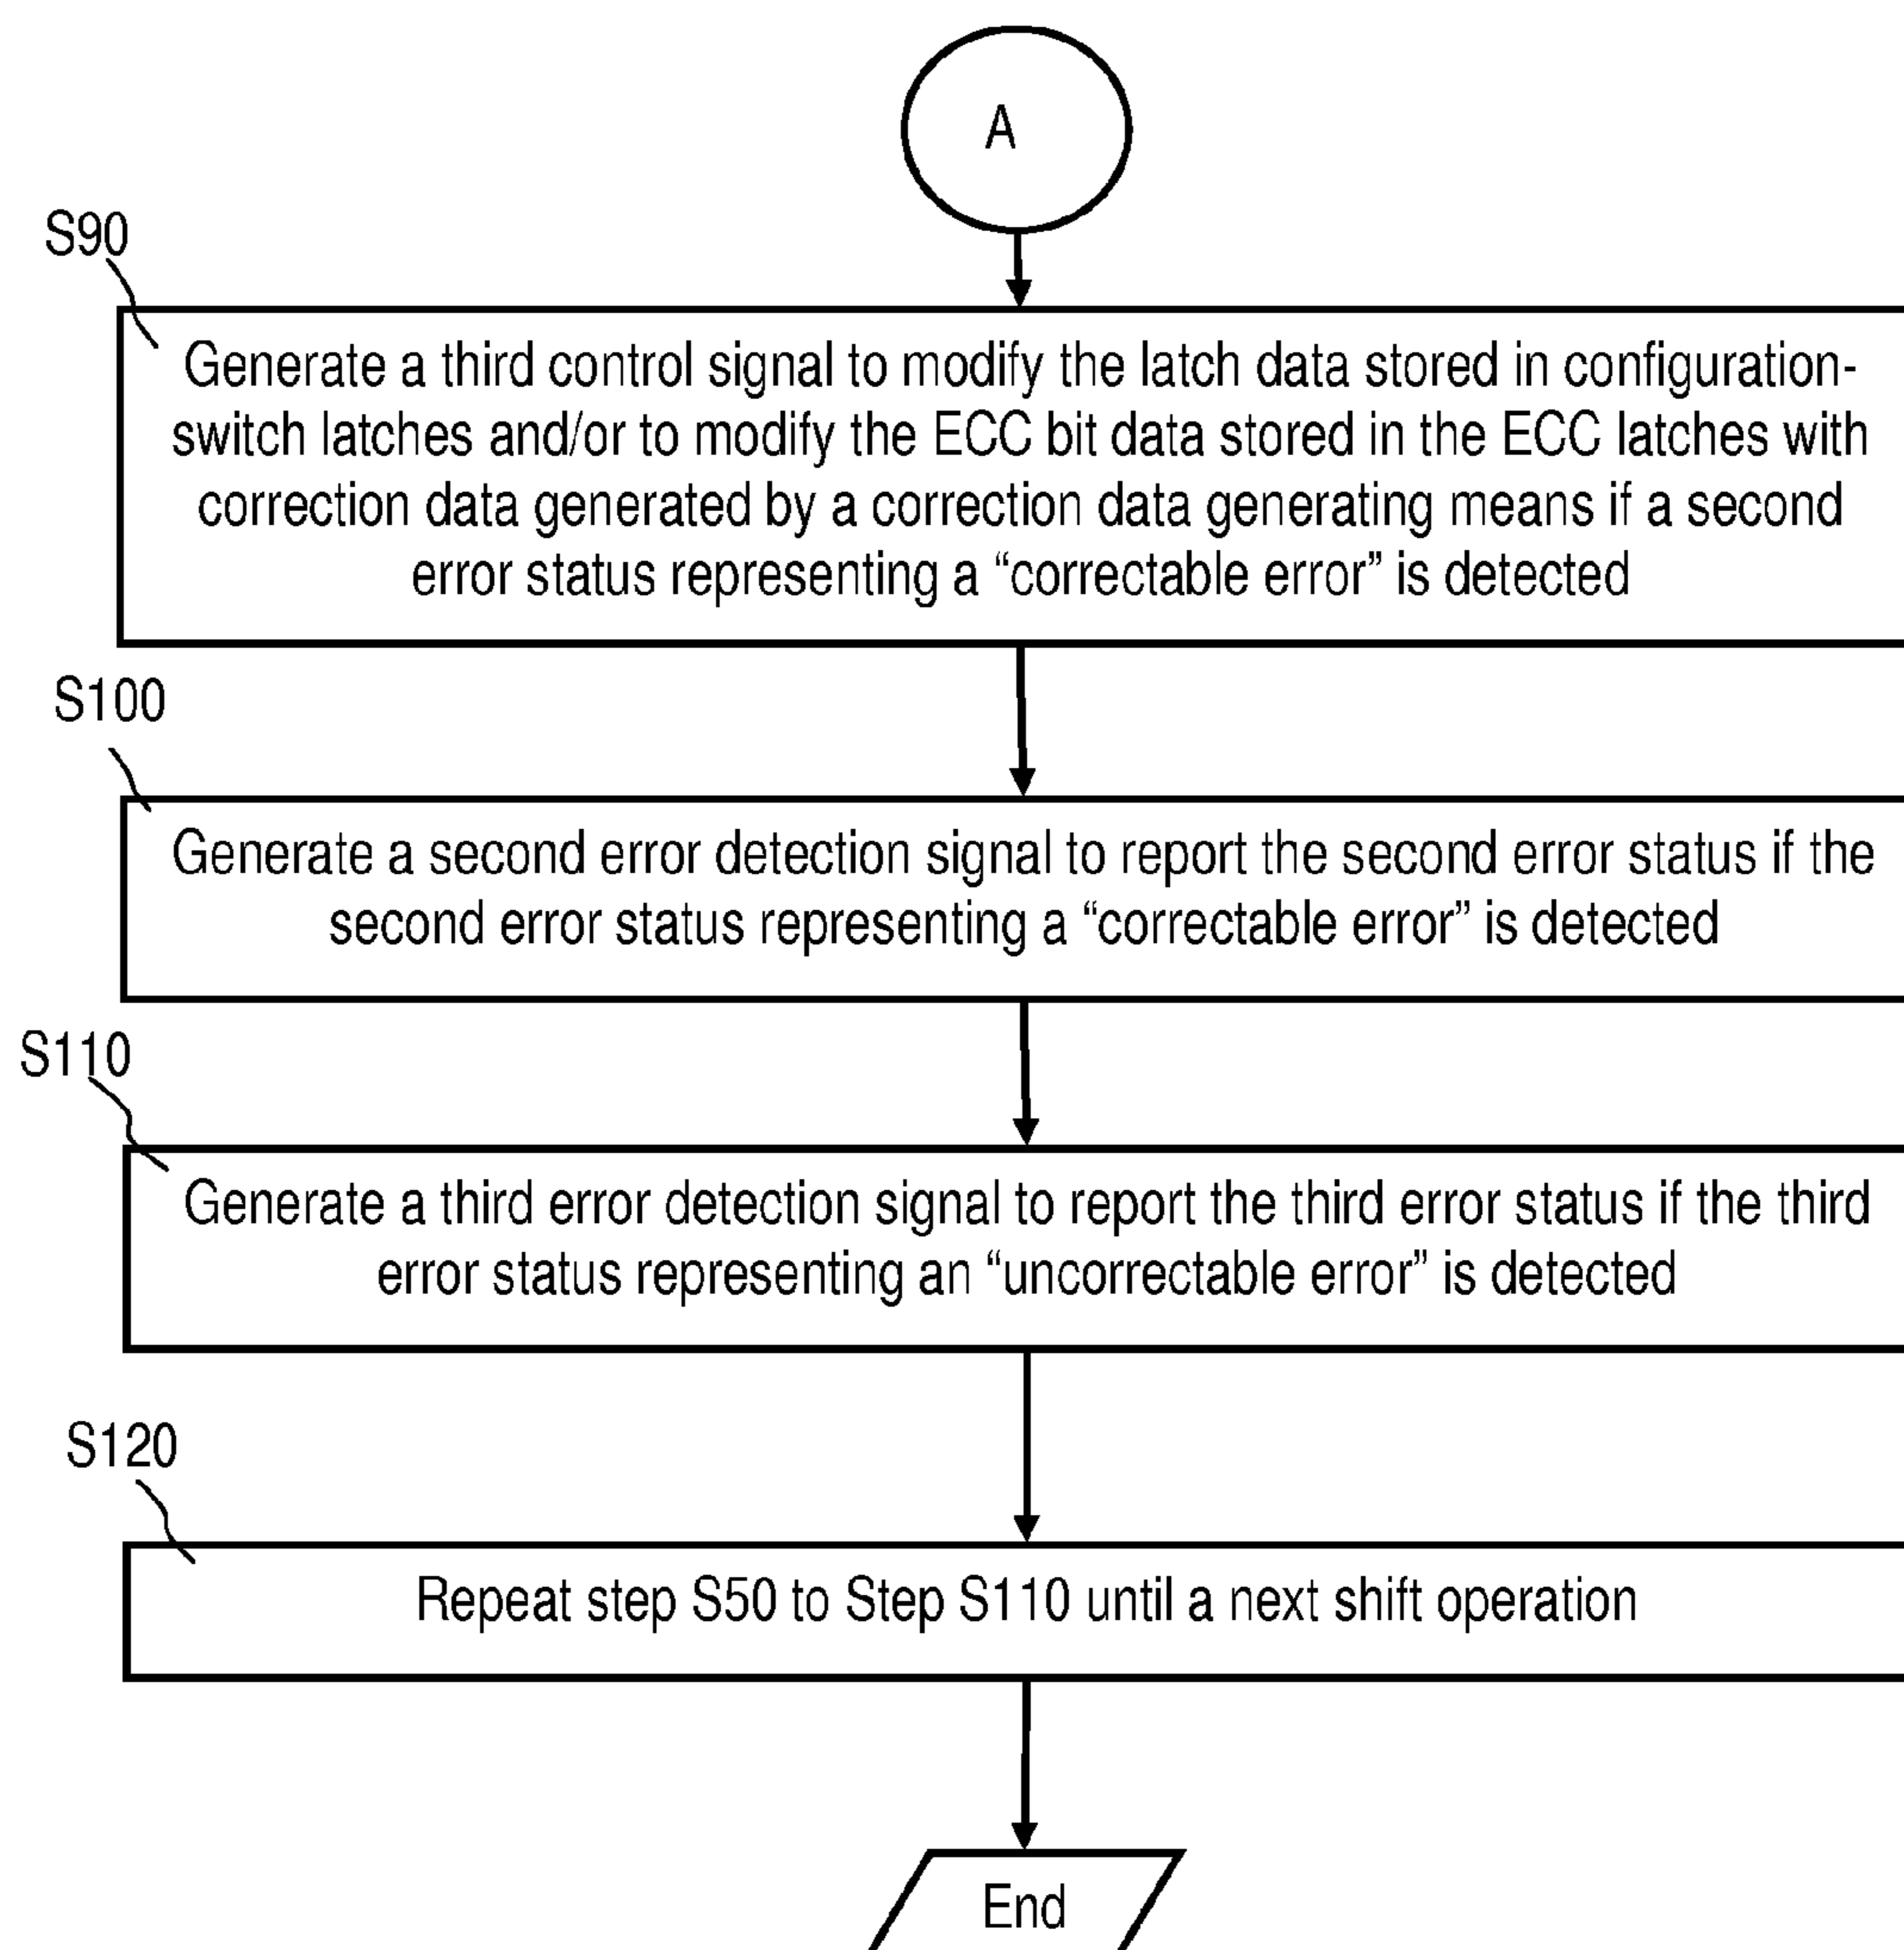 A
S90
Generate a third control signal to modify the latch data stored in configuration-
switch latches and/or to modify the ECC bit data stored in the ECC latches with
correction data generated by a correction data generating means if a second
error status representing a “correctable error” is detected
S100
Generate a second error detection signal to report the second error status if the
second error status representing a “correctable error” is detected
S110
Generate a third error detection signal to report the third error status if the third
error status representing an “uncorrectable error” is detected
S120
Repeat step S50 to Step S110 until a next shift operation
End